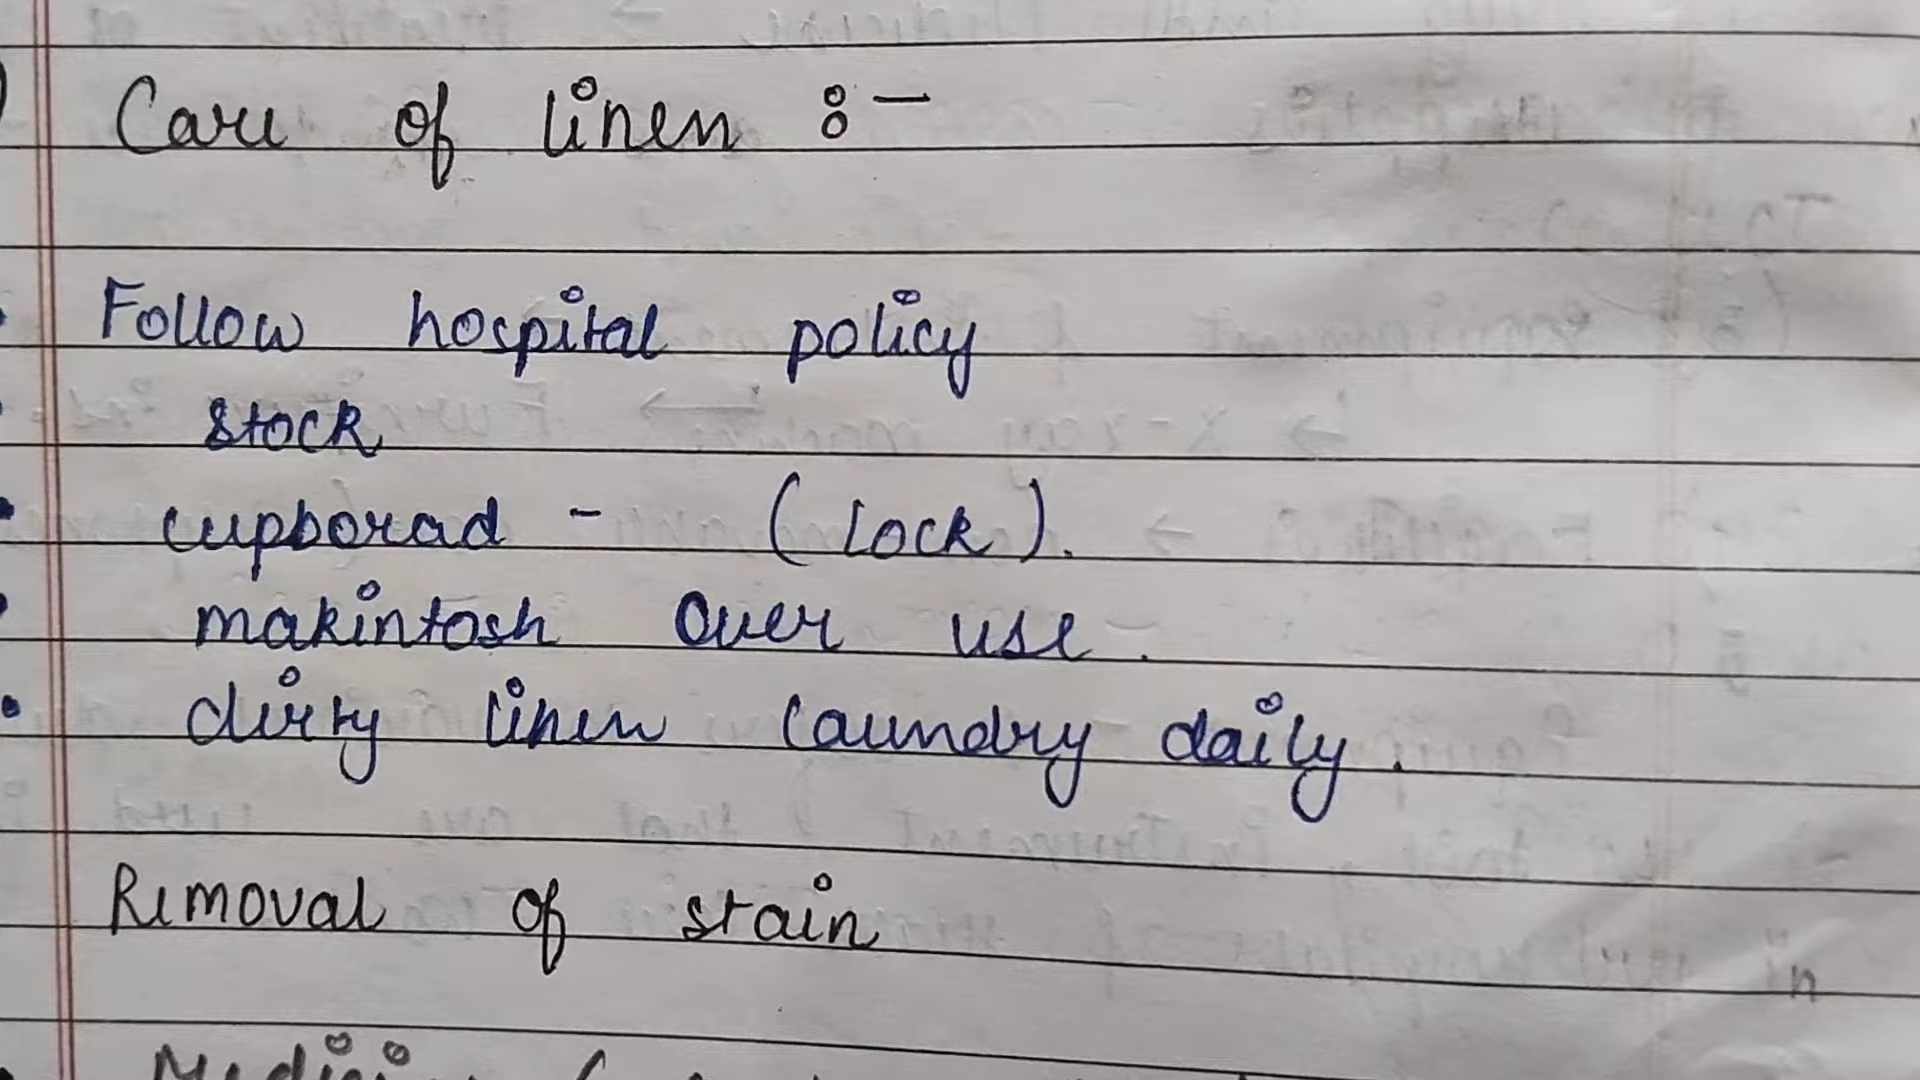 Care of linen :-
• Follow hospital policy
• stock
• cupborad - (Lock).
• makintosh over use.
• dirty linen laundry daily.
Removal of stain